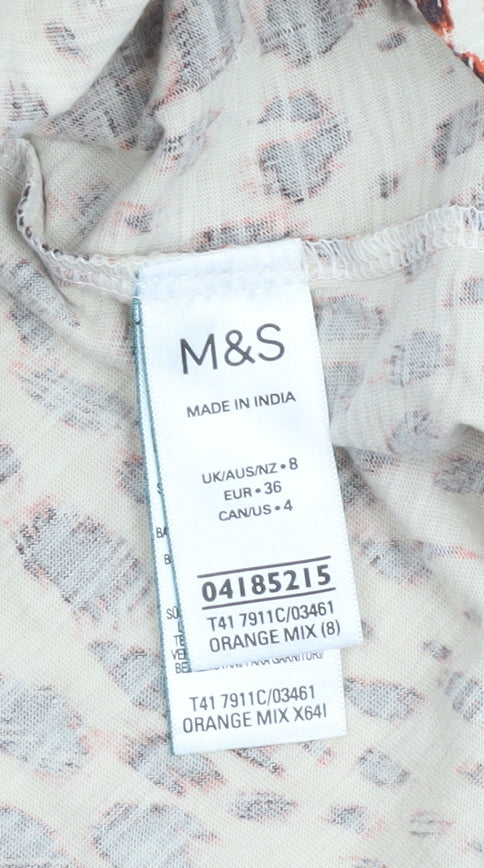 M&S
MADE IN INDIA
UK/AUS/NZ • 8
EUR • 36
CAN/US • 4
04185215
T41 7911C/03461
ORANGE MIX (8)
T41 7911C/03461
ORANGE MIX X64I